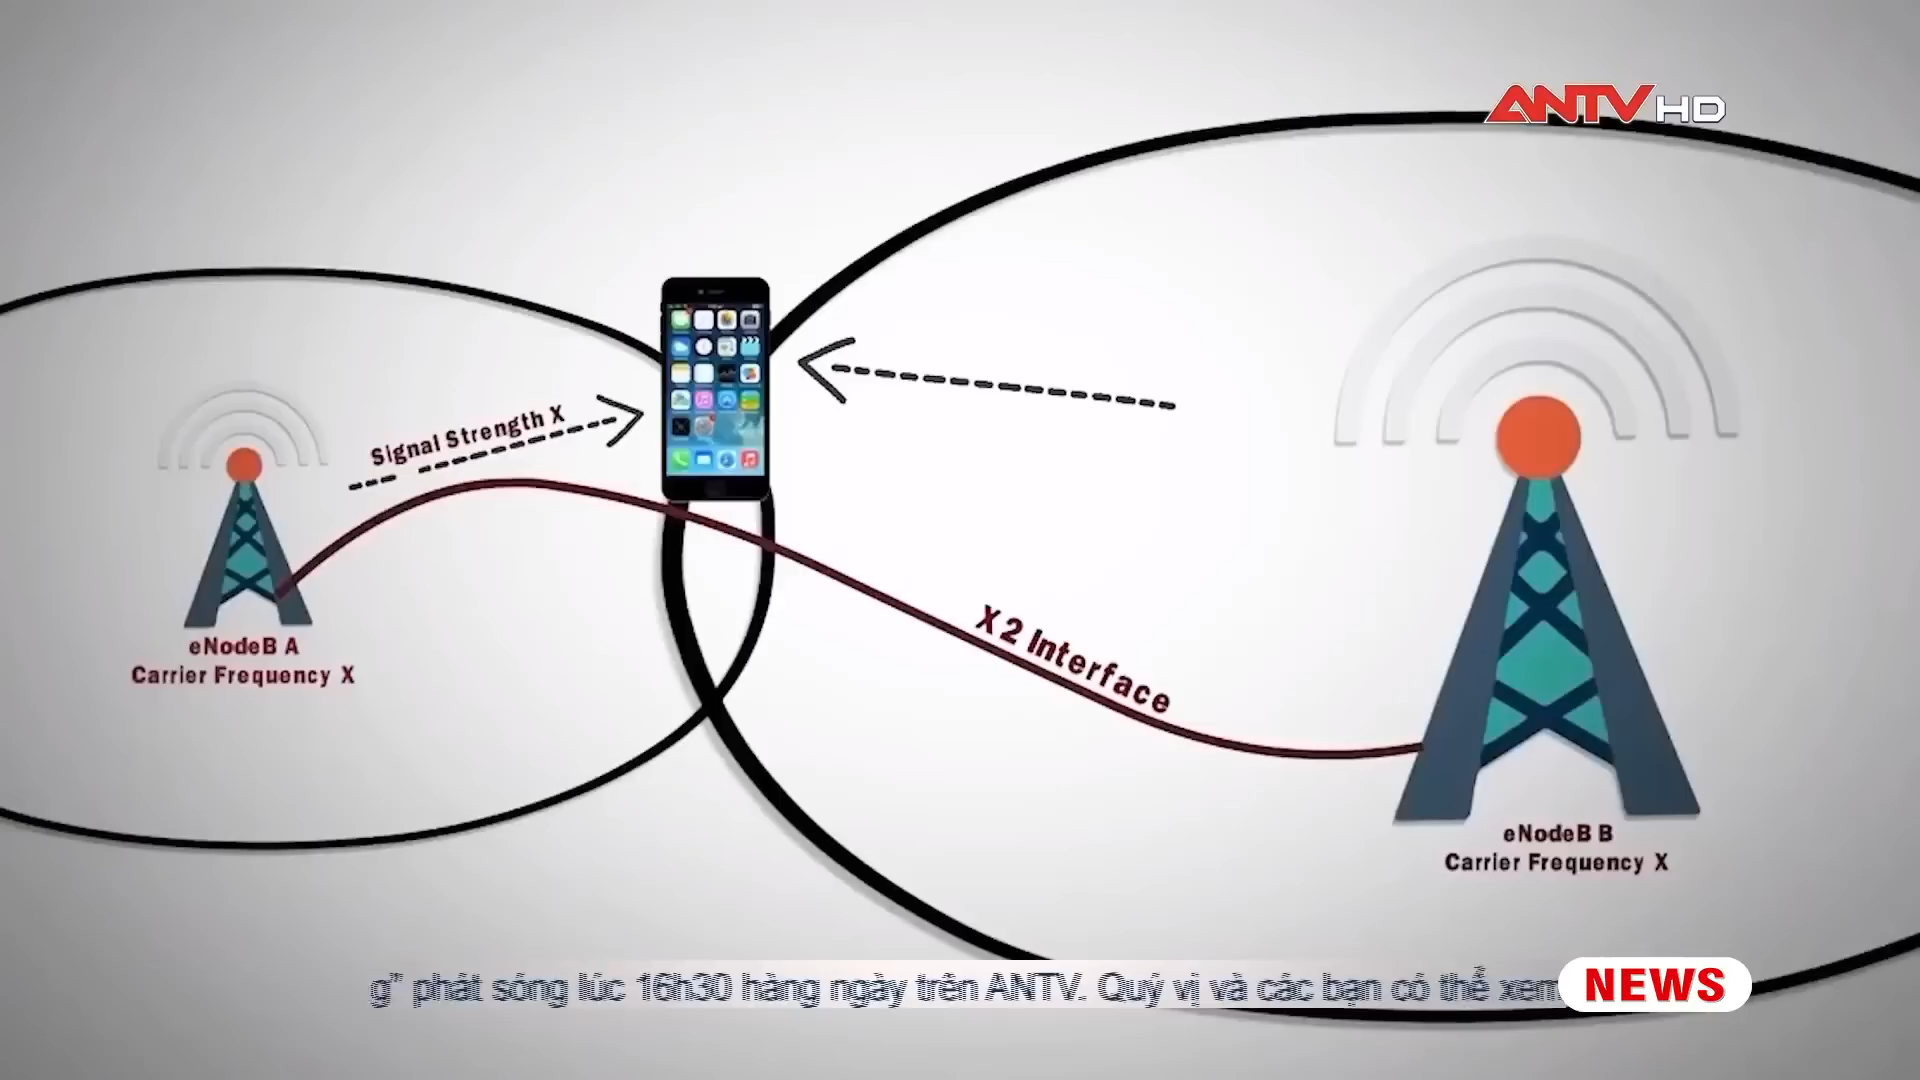 ANTV HD
Signal Strength X
X2 Interface
eNodeB A
Carrier Frequency X
eNodeB B
Carrier Frequency X
g” phát sóng lúc 16h30 hàng ngày trên ANTV. Quý vị và các bạn có thể xem
NEWS